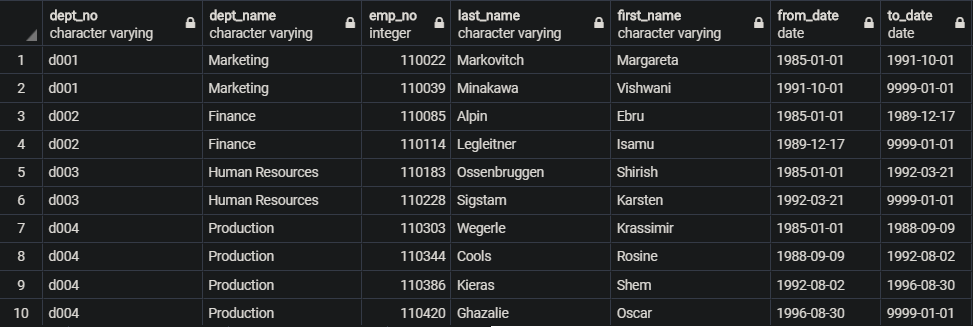 dept_no dept_name emp_no last_name first_name from_date to_date
character varying character varying integer character varying character varying date date
1 d001 Marketing 110022 Markovitch Margareta 1985-01-01 1991-10-01
2 d001 Marketing 110039 Minakawa Vishwani 1991-10-01 9999-01-01
3 d002 Finance 110085 Alpin Ebru 1985-01-01 1989-12-17
4 d002 Finance 110114 Legleitner Isamu 1989-12-17 9999-01-01
5 d003 Human Resources 110183 Ossenbruggen Shirish 1985-01-01 1992-03-21
6 d003 Human Resources 110228 Sigstam Karsten 1992-03-21 9999-01-01
7 d004 Production 110303 Wegerle Krassimir 1985-01-01 1988-09-09
8 d004 Production 110344 Cools Rosine 1988-09-09 1992-08-02
9 d004 Production 110386 Kieras Shem 1992-08-02 1996-08-30
10 d004 Production 110420 Ghazalie Oscar 1996-08-30 9999-01-01